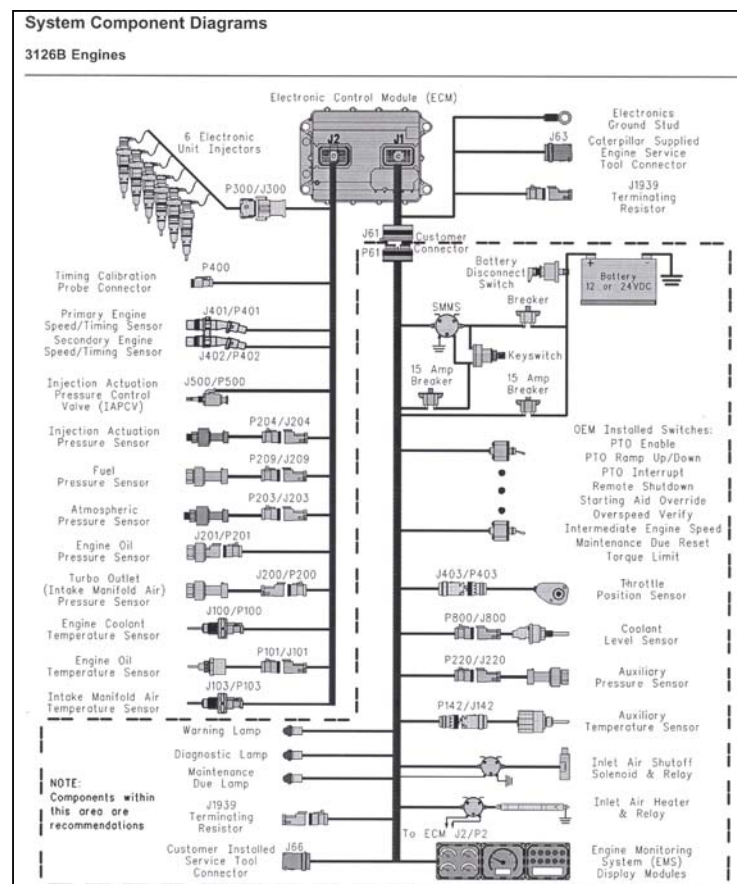 System Component Diagrams
3126B Engines
Electronic Control Module (ECM)
J2
J1
6 Electronic
Unit Injectors
P300/J300
Electronics
Ground Stud
J63
Caterpillar Supplied
Engine Service
Tool Connector
J1939
Terminating
Resistor
J61
P61
Customer
Connector
Timing Calibration
Probe Connector
P400
Primary Engine
Speed/Timing Sensor
J401/P401
Secondary Engine
Speed/Timing Sensor
J402/P402
Injection Actuation
Pressure Control
Valve (IAPCV)
J500/P500
Injection Actuation
Pressure Sensor
P204/J204
Fuel
Pressure Sensor
P209/J209
Atmospheric
Pressure Sensor
P203/J203
Engine Oil
Pressure Sensor
J201/P201
Turbo Outlet
(Intake Manifold Air)
Pressure Sensor
J200/P200
Engine Coolant
Temperature Sensor
J100/P100
Engine Oil
Temperature Sensor
P101/J101
Intake Manifold Air
Temperature Sensor
J103/P103
Battery
Disconnect
Switch
+
-
Battery
12 or 24VDC
Breaker
SMMS
Keyswitch
15 Amp
Breaker
15 Amp
Breaker
OEM Installed Switches:
PTO Enable
PTO Ramp Up/Down
PTO Interrupt
Remote Shutdown
Starting Aid Override
Overspeed Verify
Intermediate Engine Speed
Maintenance Due Reset
Torque Limit
J403/P403
Throttle
Position Sensor
P800/J800
Coolant
Level Sensor
P220/J220
Auxiliary
Pressure Sensor
P142/J142
Auxiliary
Temperature Sensor
Inlet Air Shutoff
Solenoid & Relay
Inlet Air Heater
& Relay
To ECM J2/P2
Engine Monitoring
System (EMS)
Display Modules
Warning Lamp
Diagnostic Lamp
Maintenance
Due Lamp
J1939
Terminating
Resistor
Customer Installed
Service Tool
Connector
J66
NOTE:
Components within
this area are
recommendations